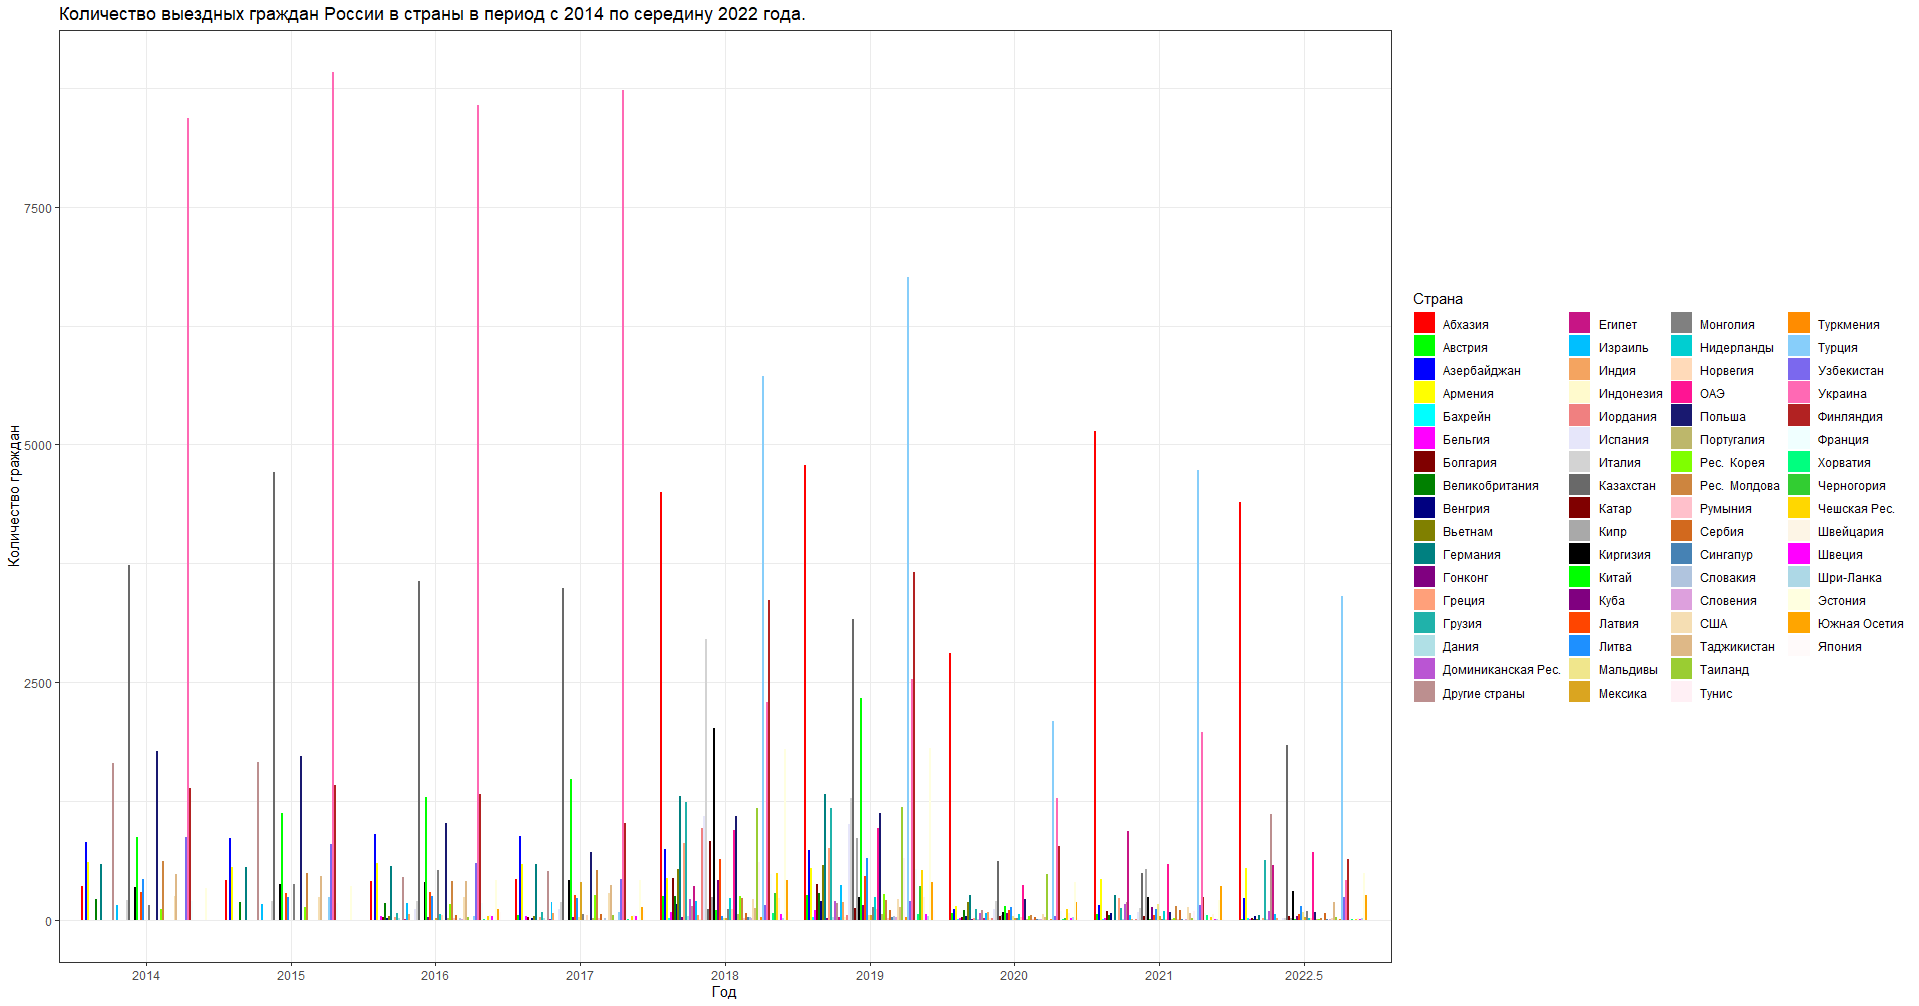 Количество выездных граждан России в страны в период с 2014 по середину 2022 года.
Количество граждан
7500
5000
2500
0
2014
2015
2016
2017
2018
2019
2020
2021
2022.5
Год
Страна
Абхазия
Австрия
Азербайджан
Армения
Бахрейн
Бельгия
Болгария
Великобритания
Венгрия
Вьетнам
Германия
Гонконг
Греция
Грузия
Дания
Доминиканская Рес.
Другие страны
Египет
Израиль
Индия
Индонезия
Иордания
Испания
Италия
Казахстан
Катар
Кипр
Киргизия
Китай
Куба
Латвия
Литва
Мальдивы
Мексика
Монголия
Нидерланды
Норвегия
ОАЭ
Польша
Португалия
Рес. Корея
Рес. Молдова
Румыния
Сербия
Сингапур
Словакия
Словения
США
Таджикистан
Таиланд
Тунис
Туркмения
Турция
Узбекистан
Украина
Финляндия
Франция
Хорватия
Черногория
Чешская Рес.
Швейцария
Швеция
Шри-Ланка
Эстония
Южная Осетия
Япония